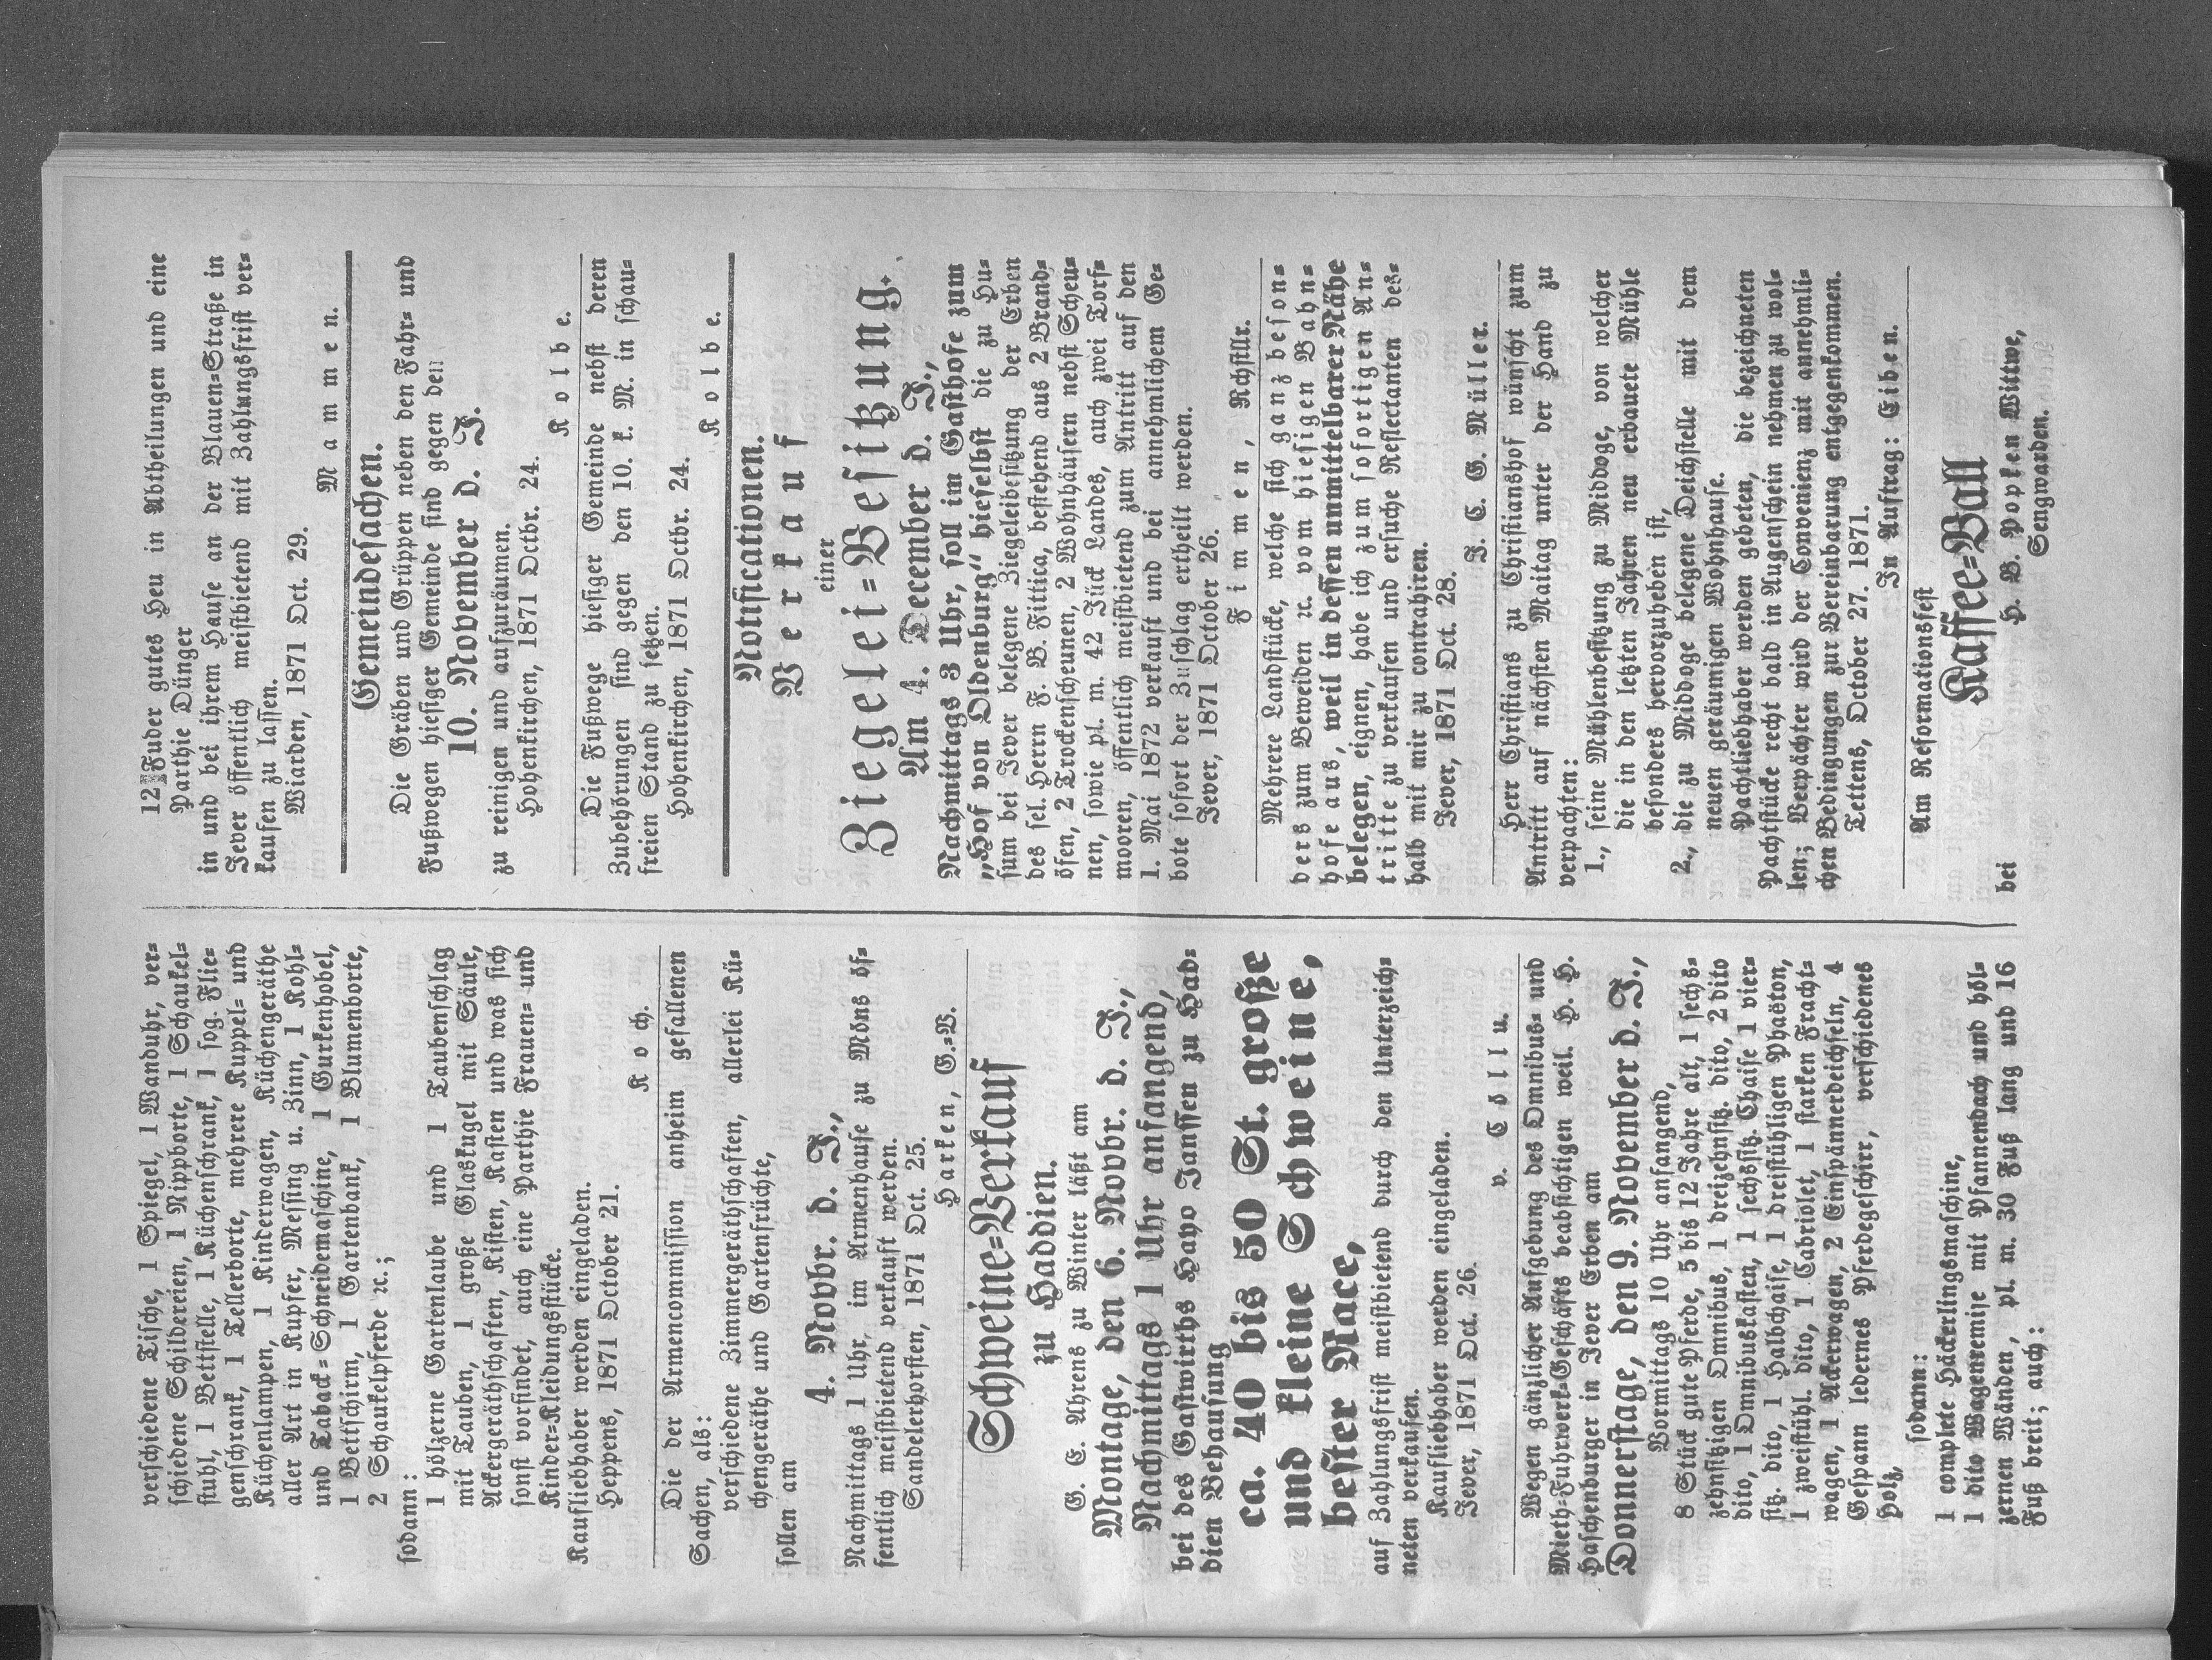 verschiedene Tische, 1 Spiegel, 1 Wanduhr, ver-
schiedene Schildereien, 1 Nippborte, 1 Schaukel-
stuhl, 1 Bettstelle, 1 Küchenschrank, 1 sog. Flie-
genschrank, 1 Tellerborte, mehrere Kuppel- und
Küchenlampen, 1 Kinderwagen, Küchengeräthe
aller Art in Kupfer, Messing u. Zinn, 1 Kohl-
und Taback-Schneidemaschine, 1 Gurkenhobel,
1 Bettschirm, 1 Gartenbank, 1 Blumenborte,
2 Schaukelpferde ꝛc.;
sodann:
1 hölzerne Gartenlaube und 1 Taubenschlag
mit Tauben, 1 große Glaskugel mit Säule,
Ackergeräthschaften, Kisten, Kasten und was sich
sonst vorfindet, auch eine Parthie Frauen- und
Kinder-Kleidungsstücke.
Kaufliebhaber werden eingeladen.
Heppens, 1871 October 21.
Koch.
Die der Armencommission anheim gefallenen
Sachen, als:
verschiedene Zimmergeräthschaften, allerlei Kü-
chengeräthe und Gartenfrüchte,
sollen am
4. Novbr. d. J.,
Nachmittags 1 Uhr, im Armenhause zu Möns öf-
fentlich meistbietend verkauft werden.
Sandelerhorsten, 1871 Oct. 25.
Harken, G.-V.
Schweine-Verkauf
zu Haddien.
G. E. Ahrens zu Winter läßt am
Montage, den 6. Novbr. d. J.,
Nachmittags 1 Uhr anfangend,
bei des Gastwirths Hayo Janssen zu Had-
dien Behausung
ca. 40 bis 50 St. große
und kleine Schweine,
bester Race,
auf Zahlungsfrist meistbietend durch den Unterzeich-
neten verkaufen.
Kaufliebhaber werden eingeladen.
Jever, 1871 Oct. 26.
v. Cölln.
Wegen gänzlicher Aufgebung des Omnibus- und
Mieth-Fuhrwerk-Geschäfts beabsichtigen weil. H. H.
Haschenburger in Jever Erben am
Donnerstage, den 9. November d. J.,
Vormittags 10 Uhr anfangend,
8 Stück gute Pferde, 5 bis 12 Jahre alt, 1 sechs-
zehnsitzigen Omnibus, 1 dreizehnsitz. dito, 2 dito
dito, 1 Omnibuskasten, 1 sechssitz. Chaise 1 vier-
sitz. dito, 1 Halbchaise, 1 dreistühligen Phaston,
1 zweistühl. dito, 1 Cabriolet, 1 starken Fracht-
wagen, 1 Ackerwagen, 2 Einspännerdeichseln, 4
Gespann ledernes Pferdegeschirr, verschiedenes
Holz,
sodann:
1 complete Häckerlingsmaschine,
1 dito Wagenremise mit Pfannendach und höl-
zernen Wänden, pl. m. 30 Fuß lang und 16
Fuß breit; auch:
12 Fuder gutes Heu in Abtheilungen und eine
Parthie Dünger
in und bei ihrem Hause an der Blauen-Straße in
Jever öffentlich meistbietend mit Zahlungsfrist ver-
kaufen zu lassen.
Wiarden, 1871 Oct. 29.
Mammen.
Gemeindesachen.
Die Gräben und Grüppen neben den Fahr- und
Fußwegen hiesiger Gemeinde sind gegen den
10. November d. J.
zu reinigen und aufzuräumen.
Hohenkirchen, 1871 Octbr. 24.
Kolbe.
Die Fußwege hiesiger Gemeinde nebst deren
Zubehörungen sind gegen den 10. k. M. in schau-
freien Stand zu setzen.
Hohenkirchen, 1871 Octbr. 24.
Kolbe.
Notificationen.
Verkauf
einer
Ziegelei-Besitzung.
Am 4. December d. J.,
Nachmittags 3 Uhr, soll im Gasthofe zum
„Hof von Oldenburg“ hieselbst die zu Hu-
sum bei Jever belegene Ziegeleibesitzung der Erben
des sel. Herrn F. B. Fittica, bestehend aus 2 Brand-
öfen, 2 Trockenscheunen, 2 Wohnhäusern nebst Scheu-
nen, sowie pl. m. 42 Jück Landes, auch zwei Torf-
mooren, öffentlich meistbietend zum Antritt auf den
1. Mai 1872 verkauft und bei annehmlichem Ge-
bote sofort der Zuschlag ertheilt werden.
Jever, 1871 October 26.
Fimmen, Rchstllr.
Mehrere Landstücke, welche sich ganz beson-
ders zum Beweiden ꝛc. vom hiesigen Bahn-
hofe aus, weil in dessen unmittelbarer Nähe
belegen, eignen, habe ich zum sofortigen An-
tritte zu verkaufen und ersuche Reflectanten des-
halb mit mir zu contrahiren.
Jever, 1871 Oct. 28.
J. C. G. Müller.
Herr Christians zu Christianshof wünscht zum
Antritt auf nächsten Maitag unter der Hand zu
verpachten:
1., seine Mühlenbesitzung zu Middoge, von welcher
die in den letzten Jahren neu erbauete Mühle
besonders hervorzuheben ist,
2., die zu Middoge belegene Deichstelle mit dem
neuen geräumigen Wohnhause.
Pachtliebhaber werden gebeten, die bezeichneten
Pachtstücke recht bald in Augenschein nehmen zu wol-
len; Verpächter wird der Convenienz mit annehmli-
chen Bedingungen zur Vereinbarung entgegenkommen.
Tettens, October 27. 1871.
In Auftrag: Eiben.
Am Reformationsfest
Kaffee-Ball
bei H. B. Popken Wittwe,
Sengwarden.